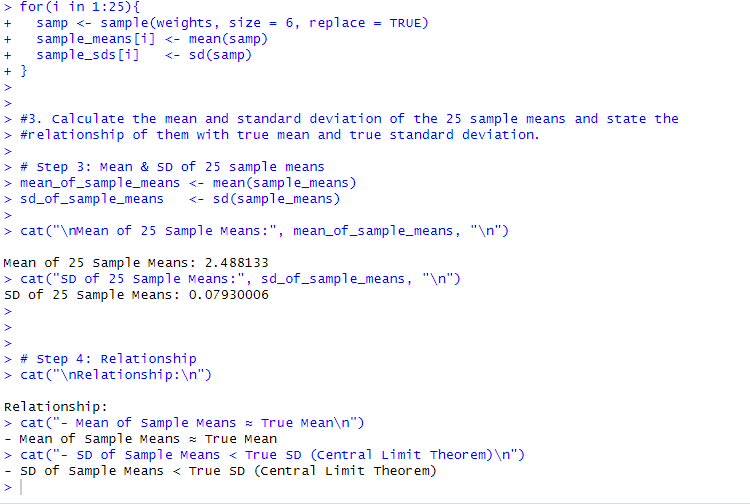 > for(i in 1:25){
+   samp <- sample(weights, size = 6, replace = TRUE)
+   sample_means[i] <- mean(samp)
+   sample_sds[i]   <- sd(samp)
+ }
>
>
> #3. Calculate the mean and standard deviation of the 25 sample means and state the
> #relationship of them with true mean and true standard deviation.
>
> # Step 3: Mean & SD of 25 sample means
> mean_of_sample_means <- mean(sample_means)
> sd_of_sample_means   <- sd(sample_means)
>
> cat("\nMean of 25 Sample Means:", mean_of_sample_means, "\n")

Mean of 25 Sample Means: 2.488133
> cat("SD of 25 Sample Means:", sd_of_sample_means, "\n")
SD of 25 Sample Means: 0.07930006
>
>
>
> # Step 4: Relationship
> cat("\nRelationship:\n")

Relationship:
> cat("- Mean of Sample Means ≈ True Mean\n")
- Mean of Sample Means ≈ True Mean
> cat("- SD of Sample Means < True SD (Central Limit Theorem)\n")
- SD of Sample Means < True SD (Central Limit Theorem)
>